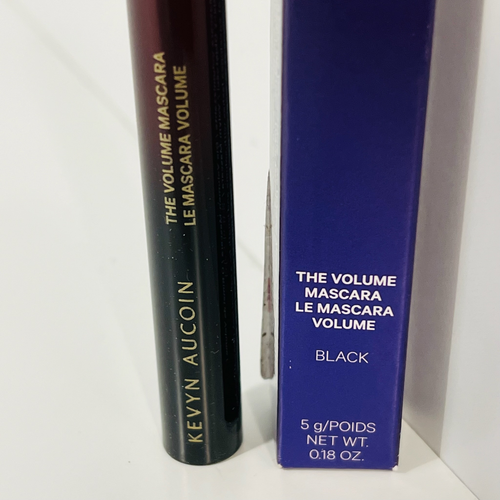 THE VOLUME MASCARA
LE MASCARA VOLUME
KEVYN AUCOIN
THE VOLUME
MASCARA
LE MASCARA
VOLUME
BLACK
5 g/POIDS
NET WT.
0.18 OZ.